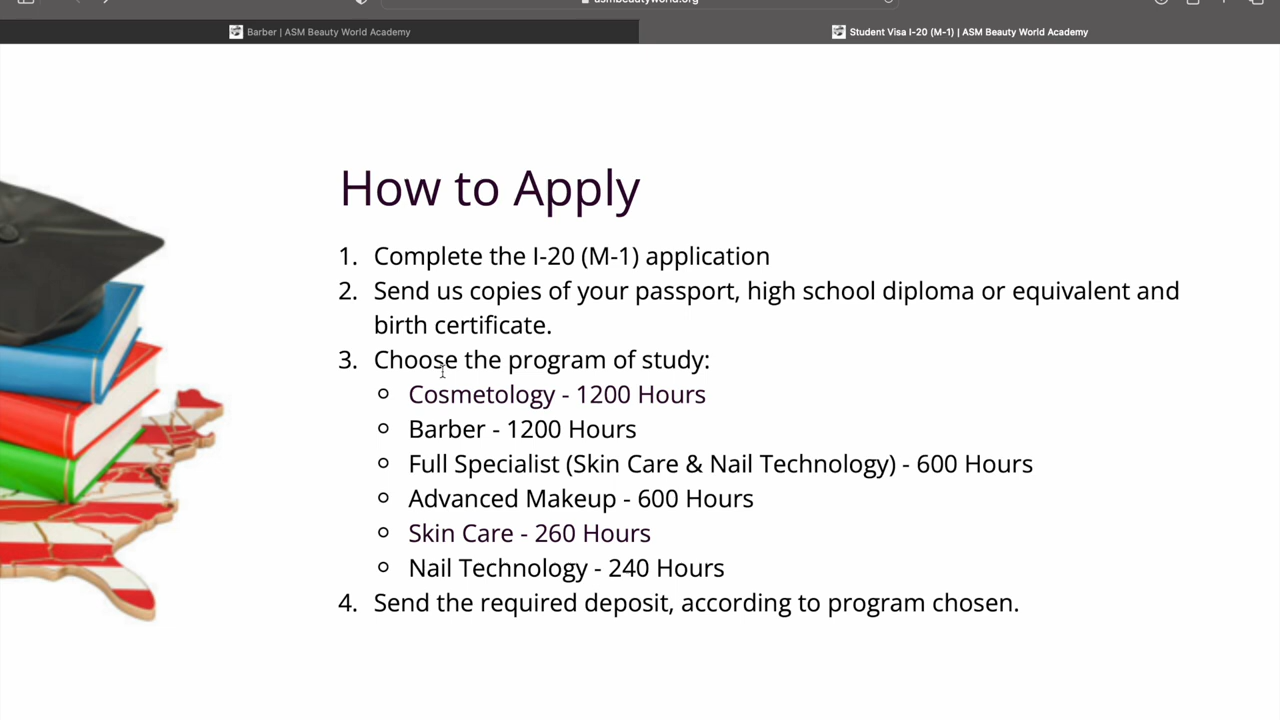 asmbeautyworld.org
Barber | ASM Beauty World Academy
Student Visa I-20 (M-1) | ASM Beauty World Academy
How to Apply
1. Complete the I-20 (M-1) application
2. Send us copies of your passport, high school diploma or equivalent and
birth certificate.
3. Choose the program of study:
Cosmetology - 1200 Hours
Barber - 1200 Hours
Full Specialist (Skin Care & Nail Technology) - 600 Hours
Advanced Makeup - 600 Hours
Skin Care - 260 Hours
Nail Technology - 240 Hours
4. Send the required deposit, according to program chosen.